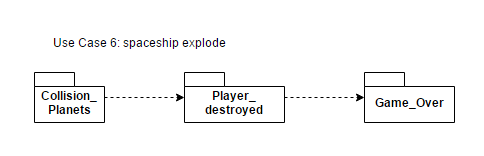 Use Case 6: spaceship explode
Collision_
Planets
Player_
destroyed
Game_Over